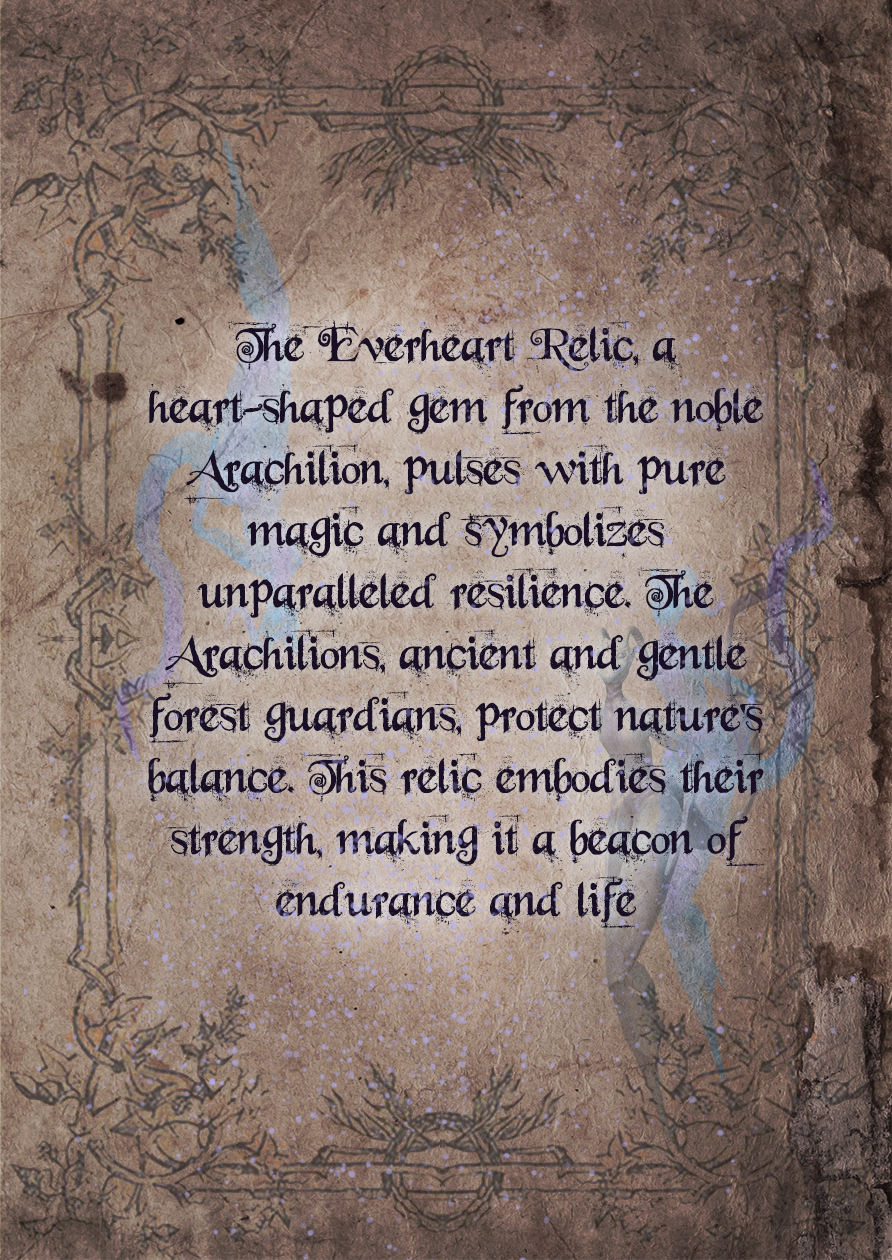 The Everheart Relic, a
heart-shaped gem from the noble
Arachilion, pulses with pure
magic and symbolizes
unparalleled resilience. The
Arachilions, ancient and gentle
forest guardians, protect nature's
balance. This relic embodies their
strength, making it a beacon of
endurance and life